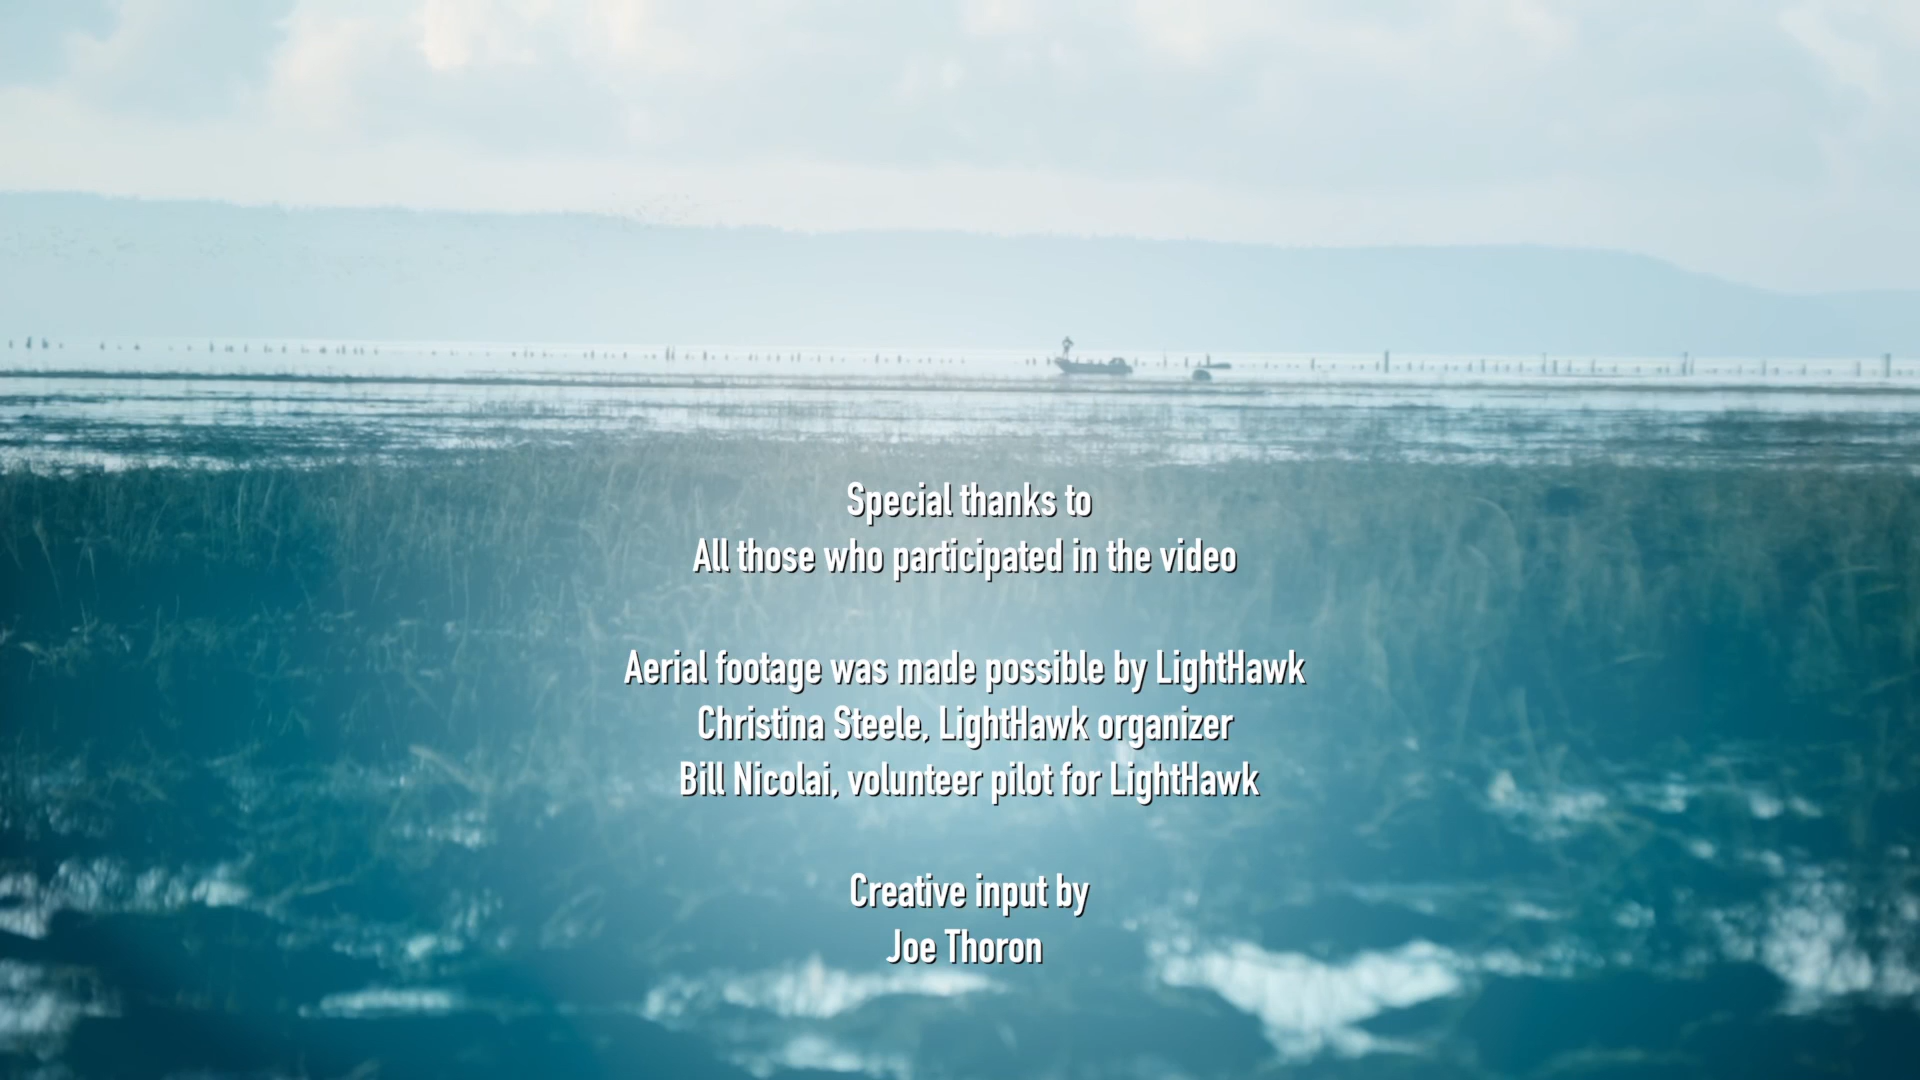 Special thanks to
All those who participated in the video
Aerial footage was made possible by LightHawk
Christina Steele, LightHawk organizer
Bill Nicolai, volunteer pilot for LightHawk
Creative input by
Joe Thoron